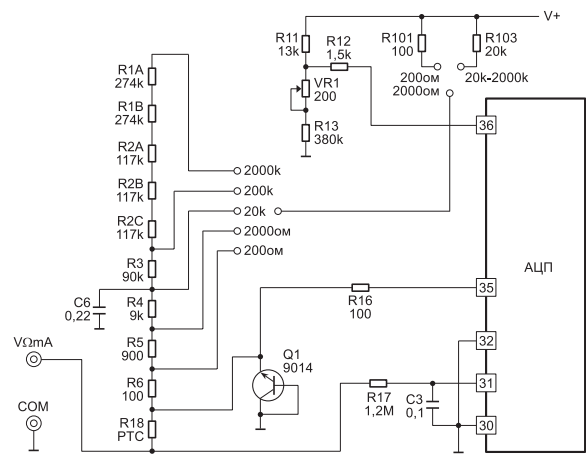 V+
R11
13k
R12
1,5k
R101
100
R103
20k
200ом
2000ом
20k-2000k
VR1
200
R13
380k
36
R1A
274k
R1B
274k
R2A
117k
R2B
117k
R2C
117k
2000k
200k
20k
2000ом
200ом
R3
90k
C6
0,22
R4
9k
R5
900
R6
100
R18
PTC
VΩmA
COM
Q1
9014
R16
100
R17
1,2M
C3
0,1
АЦП
35
32
31
30